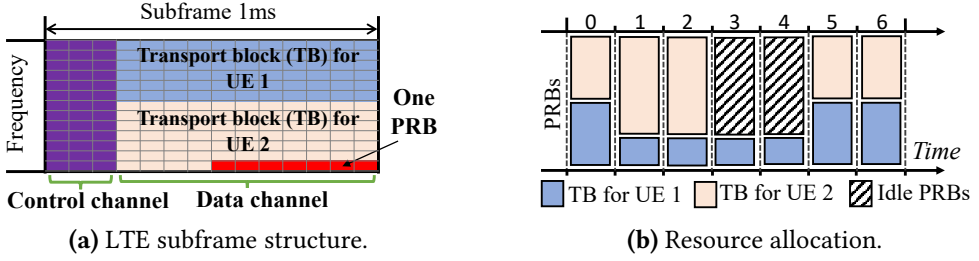 Subframe 1ms
Frequency
Transport block (TB) for
UE 1
Transport block (TB) for
UE 2
One
PRB
Control channel
Data channel
(a) LTE subframe structure.
0 1 2 3 4 5 6
PRBs
Time
TB for UE 1
TB for UE 2
Idle PRBs
(b) Resource allocation.